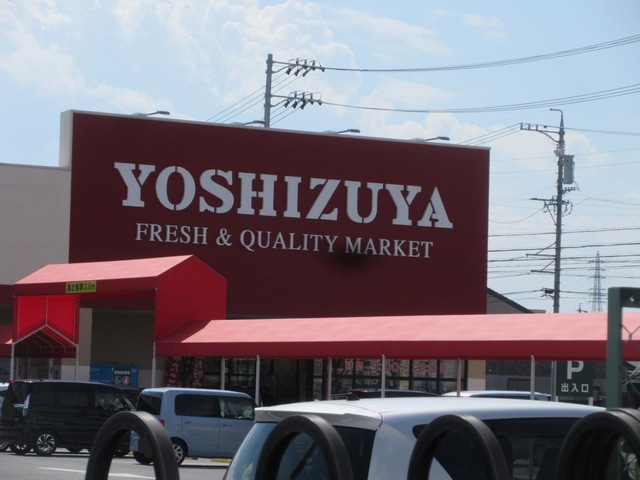 YOSHIZUYA
FRESH & QUALITY MARKET
P
出入口